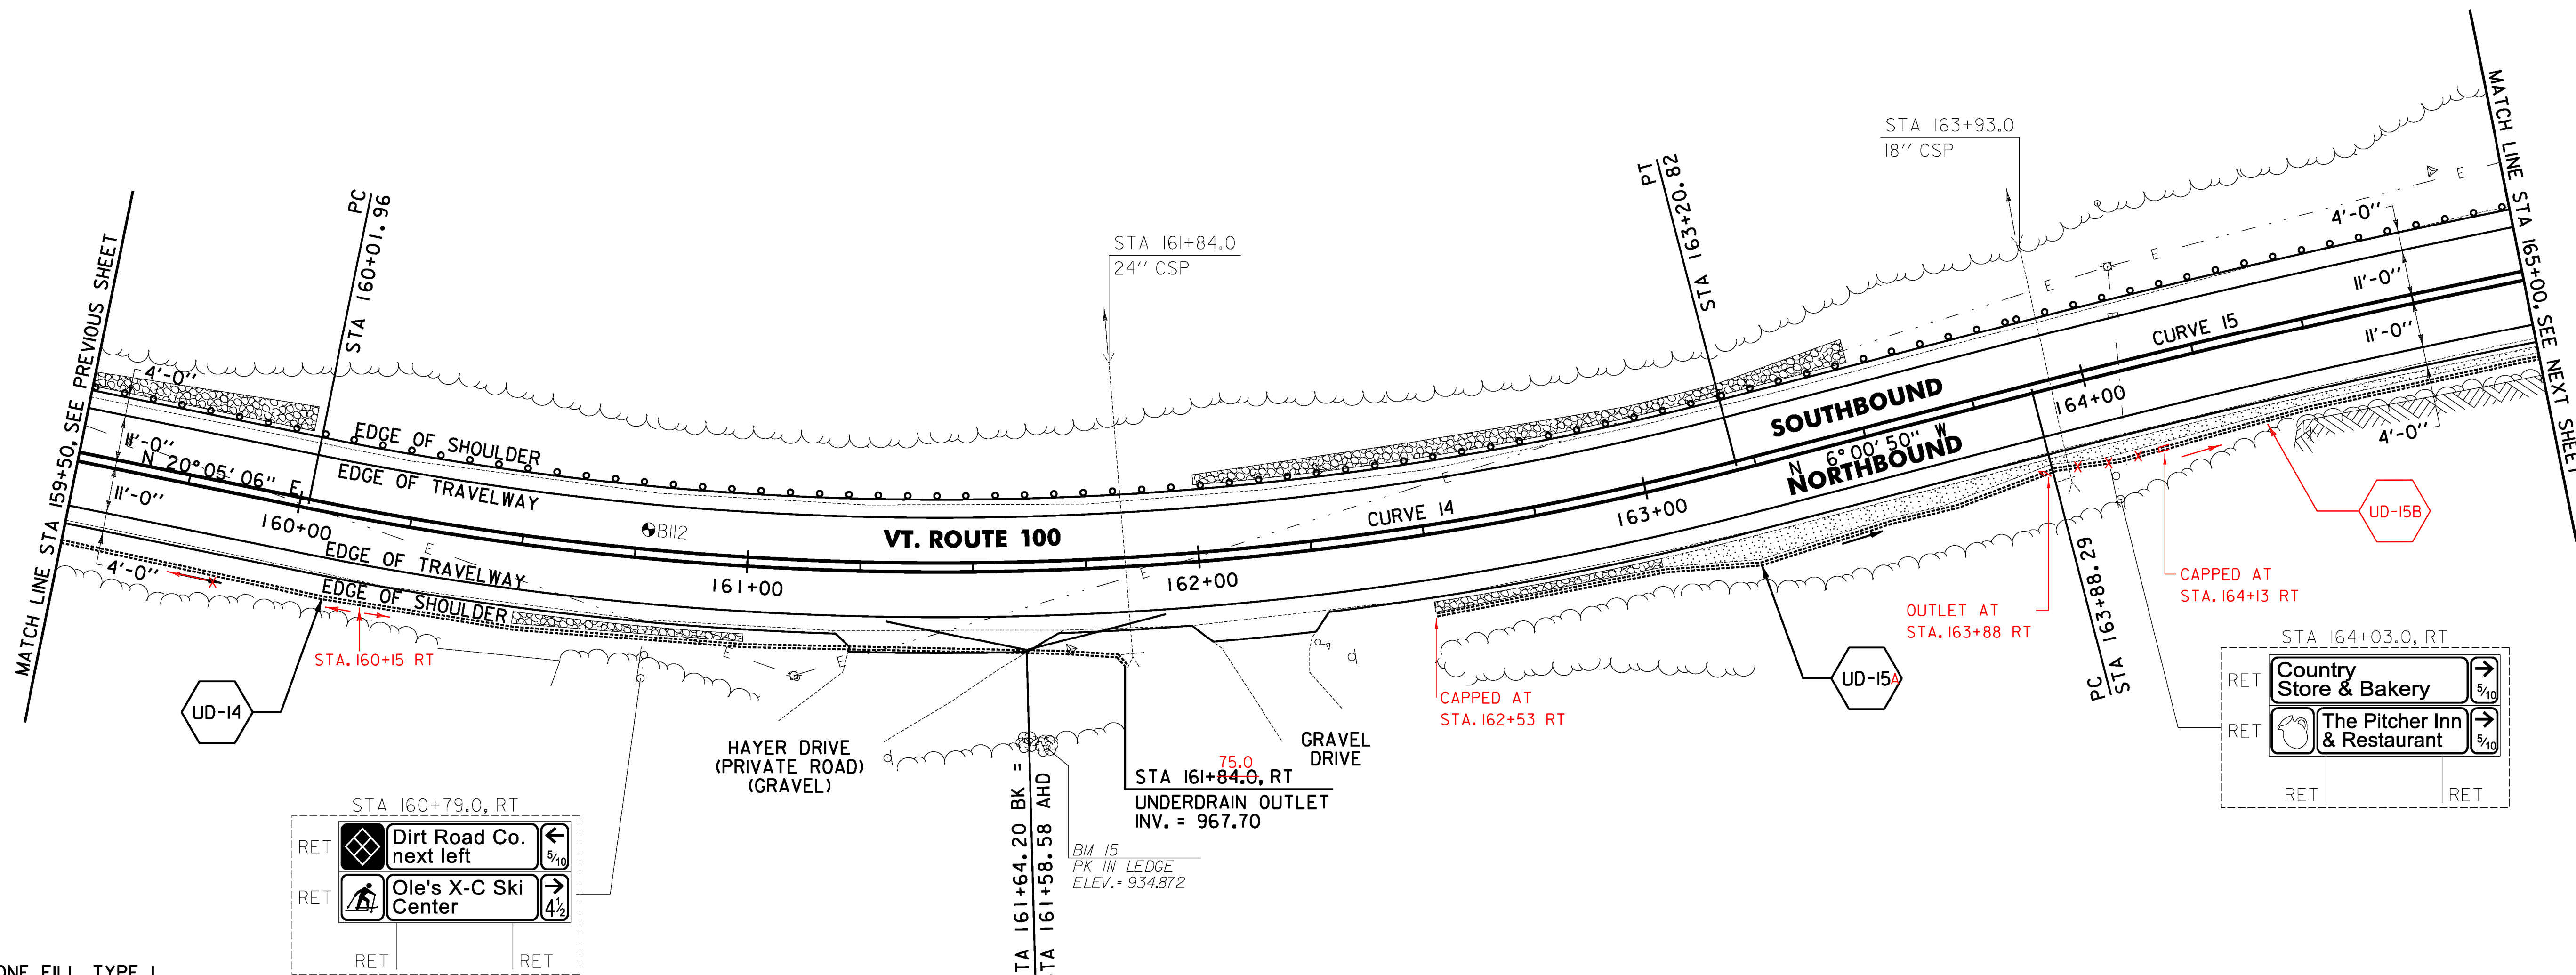 MATCH LINE STA 159+50, SEE PREVIOUS SHEET
PC
STA 160+01.96
STA 161+84.0
24'' CSP
PT
STA 163+20.82
STA 163+93.0
18'' CSP
MATCH LINE STA 165+00, SEE NEXT SHEET
4'-0''
11'-0''
11'-0''
4'-0''
N 20°05'06" E
E
160+00
EDGE OF SHOULDER
EDGE OF TRAVELWAY
EDGE OF TRAVELWAY
EDGE OF SHOULDER
B112
161+00
VT. ROUTE 100
162+00
CURVE 14
163+00
SOUTHBOUND
N 6°00'50" W
NORTHBOUND
164+00
CURVE 15
4'-0''
11'-0''
11'-0''
4'-0''
E
E
E
E
E
E
E
E
X
X
X
X
STA. 160+15 RT
UD-14
HAYER DRIVE
(PRIVATE ROAD)
(GRAVEL)
GRAVEL
DRIVE
75.0
STA 161+84.0, RT
UNDERDRAIN OUTLET
INV. = 967.70
BM 15
PK IN LEDGE
ELEV.= 934.872
TA 161+64.20 BK =
TA 161+58.58 AHD
CAPPED AT
STA. 162+53 RT
UD-15A
OUTLET AT
STA. 163+88 RT
PC
STA 163+88.29
CAPPED AT
STA. 164+13 RT
UD-15B
STA 164+03.0, RT
RET
Country
Store & Bakery
5/10
RET
The Pitcher Inn
& Restaurant
5/10
RET
RET
STA 160+79.0, RT
RET
Dirt Road Co.
next left
5/10
RET
Ole's X-C Ski
Center
4 1/2
RET
RET
ONE FILL, TYPE I